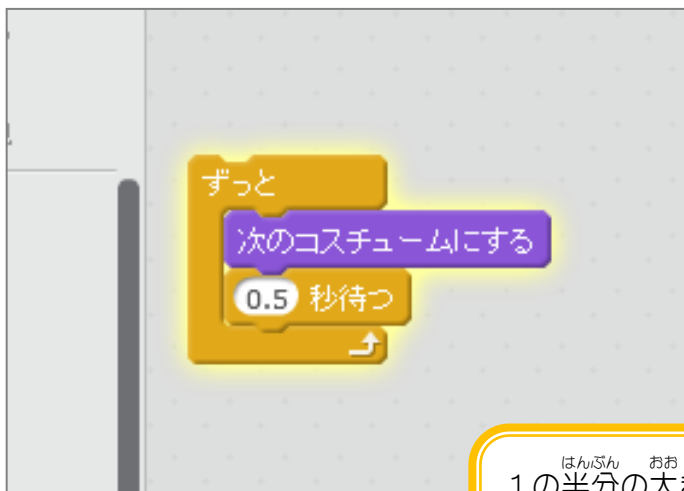 ずっと
次のコスチュームにする
0.5 秒待つ
はんぶん おお
１の半分の大